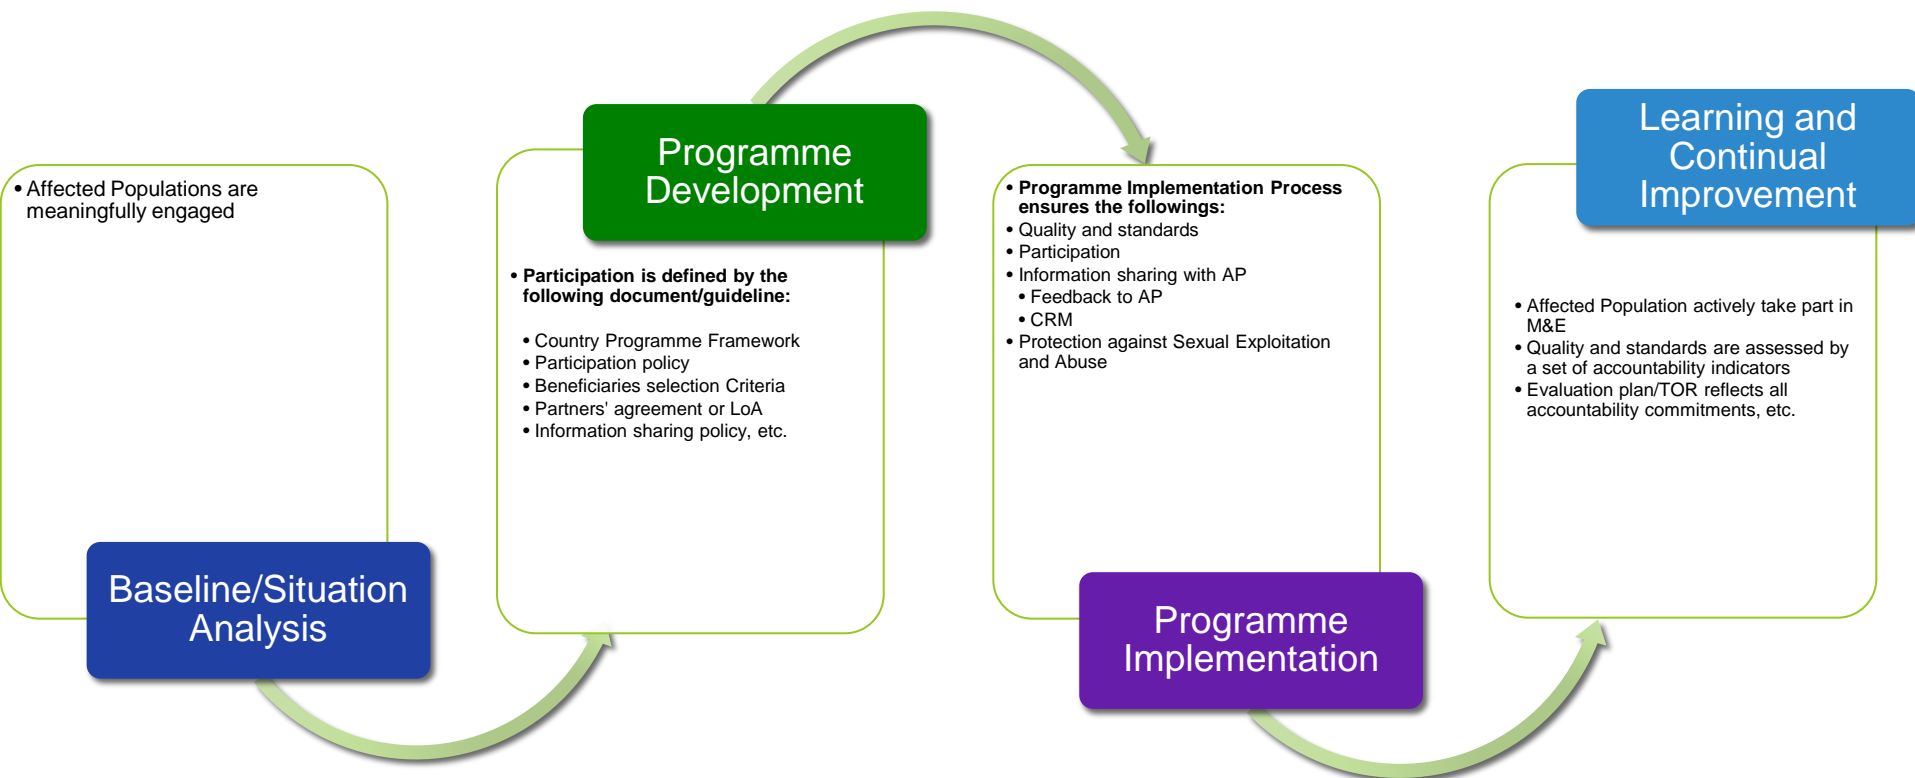 • Affected Populations are
meaningfully engaged
Baseline/Situation
Analysis
Programme
Development
• Participation is defined by the
following document/guideline:
• Country Programme Framework
• Participation policy
• Beneficiaries selection Criteria
• Partners' agreement or LoA
• Information sharing policy, etc.
• Programme Implementation Process
ensures the followings:
• Quality and standards
• Participation
• Information sharing with AP
• Feedback to AP
• CRM
• Protection against Sexual Exploitation
and Abuse
Programme
Implementation
Learning and
Continual
Improvement
• Affected Population actively take part in
M&E
• Quality and standards are assessed by
a set of accountability indicators
• Evaluation plan/TOR reflects all
accountability commitments, etc.